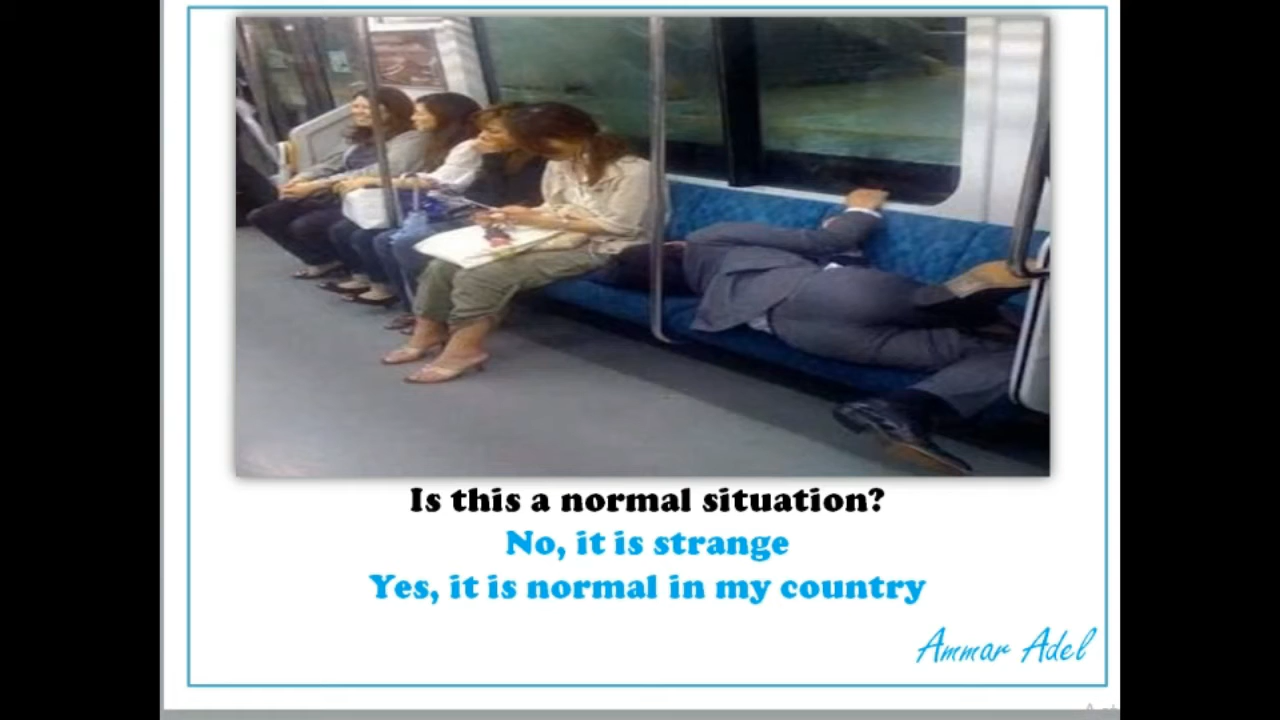 Is this a normal situation?
No, it is strange
Yes, it is normal in my country
Ammar Adel